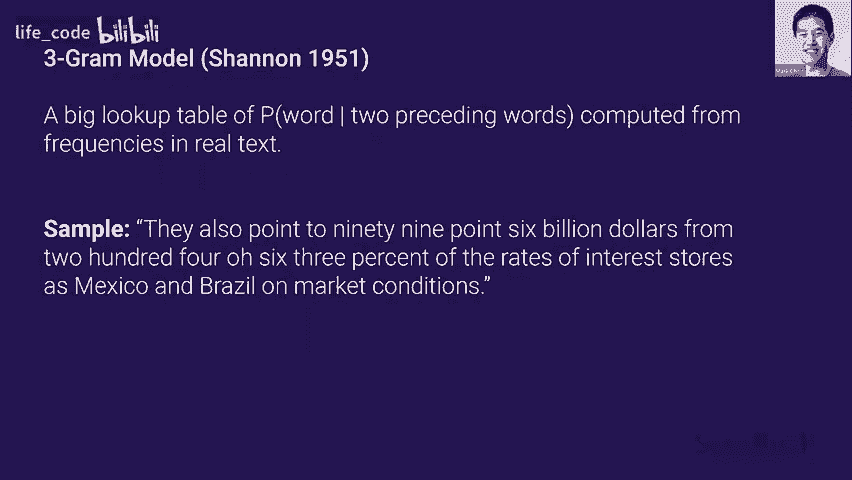 life_code bilibili
3-Gram Model (Shannon 1951)
A big lookup table of P(word | two preceding words) computed from
frequencies in real text.
Sample: “They also point to ninety nine point six billion dollars from
two hundred four oh six three percent of the rates of interest stores
as Mexico and Brazil on market conditions.”